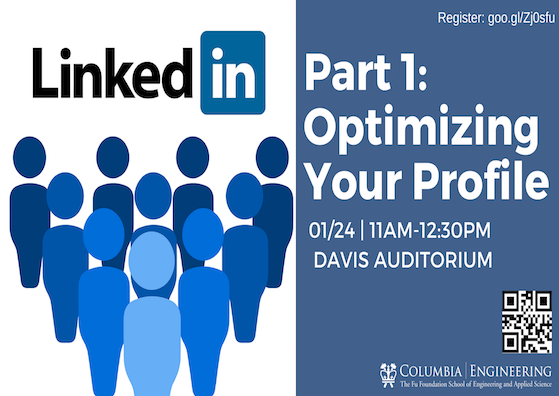 Register: goo.gl/Zj0sfu
Linked in
Part 1:
Optimizing
Your Profile
01/24 | 11AM-12:30PM
DAVIS AUDITORIUM
COLUMBIA | ENGINEERING
The Fu Foundation School of Engineering and Applied Science